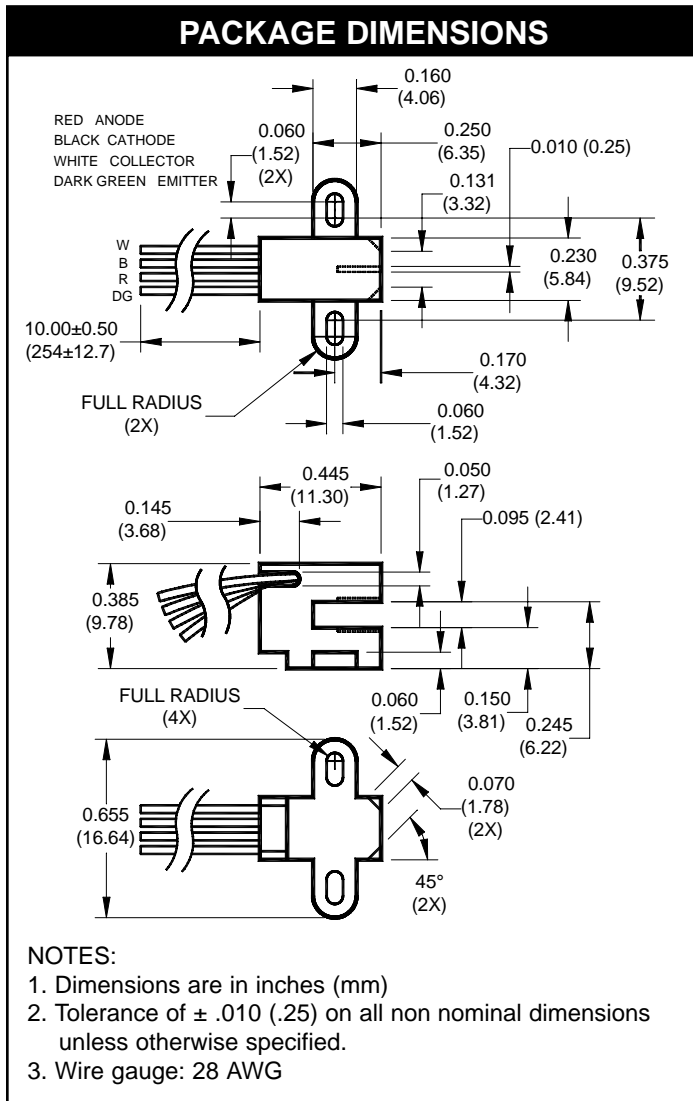 PACKAGE DIMENSIONS
RED ANODE
BLACK CATHODE
WHITE COLLECTOR
DARK GREEN EMITTER
0.060
(1.52)
(2X)
0.160
(4.06)
0.250
(6.35)
0.010 (0.25)
0.131
(3.32)
0.230
(5.84)
0.375
(9.52)
W
B
R
DG
10.00±0.50
(254±12.7)
FULL RADIUS
(2X)
0.170
(4.32)
0.060
(1.52)
0.445
(11.30)
0.050
(1.27)
0.145
(3.68)
0.095 (2.41)
0.385
(9.78)
FULL RADIUS
(4X)
0.060
(1.52)
0.150
(3.81)
0.245
(6.22)
0.655
(16.64)
0.070
(1.78)
(2X)
45°
(2X)
NOTES:
1. Dimensions are in inches (mm)
2. Tolerance of ± .010 (.25) on all non nominal dimensions
unless otherwise specified.
3. Wire gauge: 28 AWG